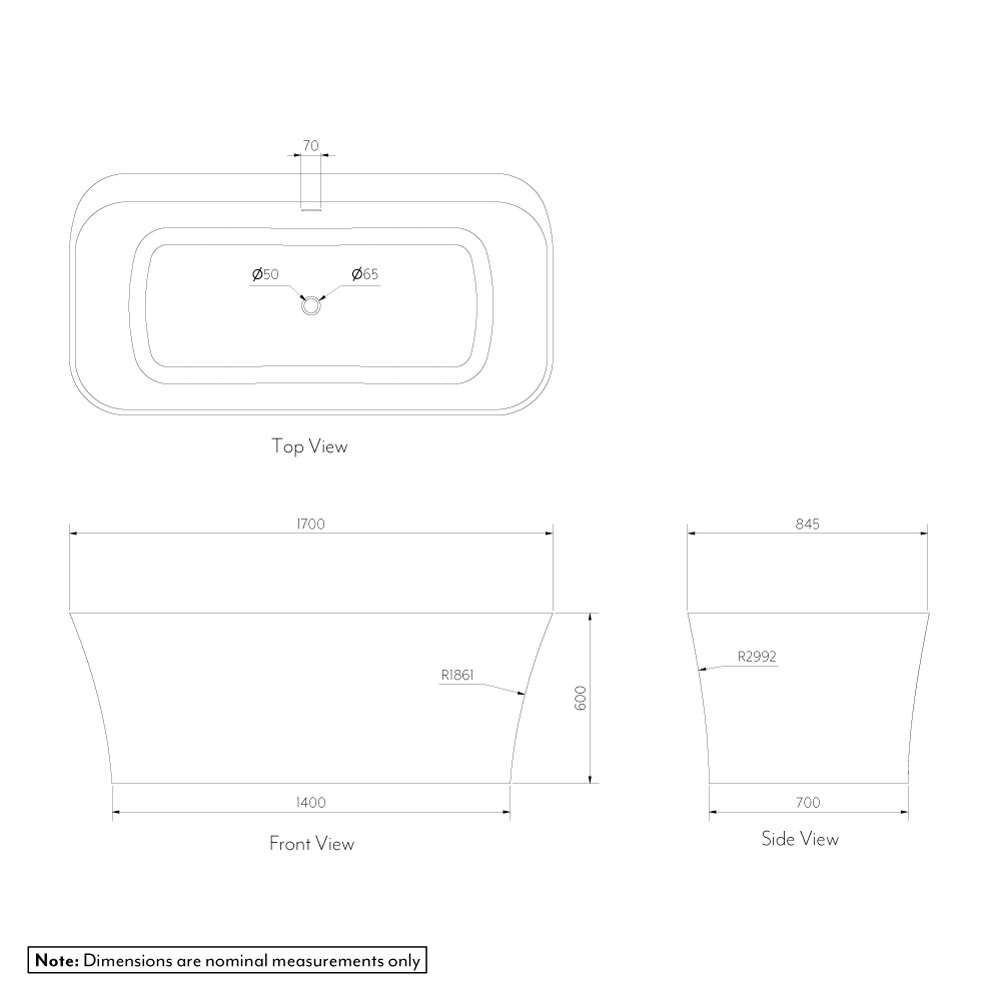 70
Ø50
Ø65
Top View
1700
845
R1861
R2992
600
1400
700
Front View
Side View
Note: Dimensions are nominal measurements only